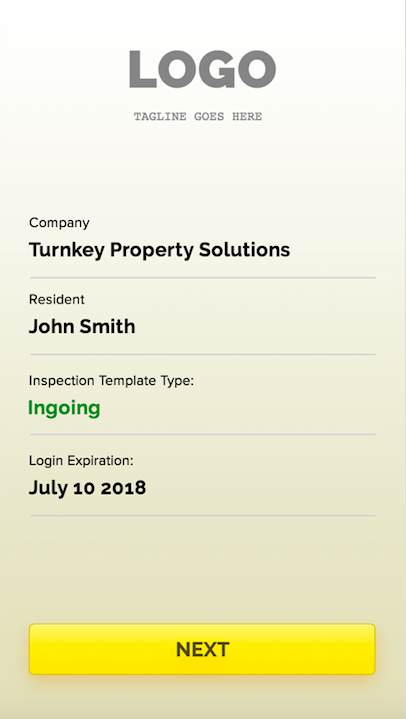 LOGO
TAGLINE GOES HERE
Company
Turnkey Property Solutions
Resident
John Smith
Inspection Template Type:
Ingoing
Login Expiration:
July 10 2018
NEXT